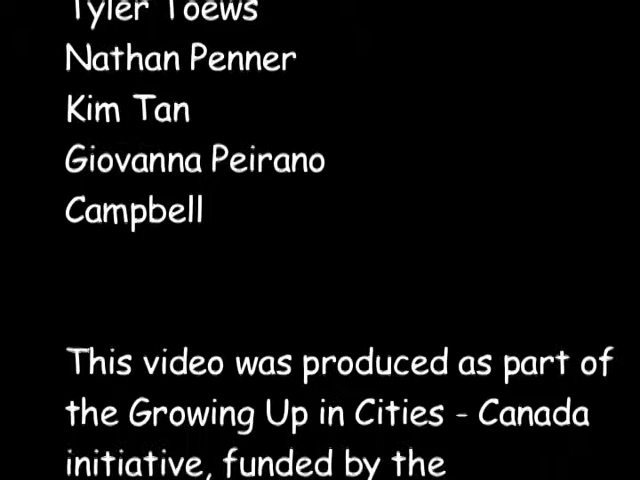 Tyler Toews
Nathan Penner
Kim Tan
Giovanna Peirano
Campbell
This video was produced as part of
the Growing Up in Cities - Canada
initiative, funded by the